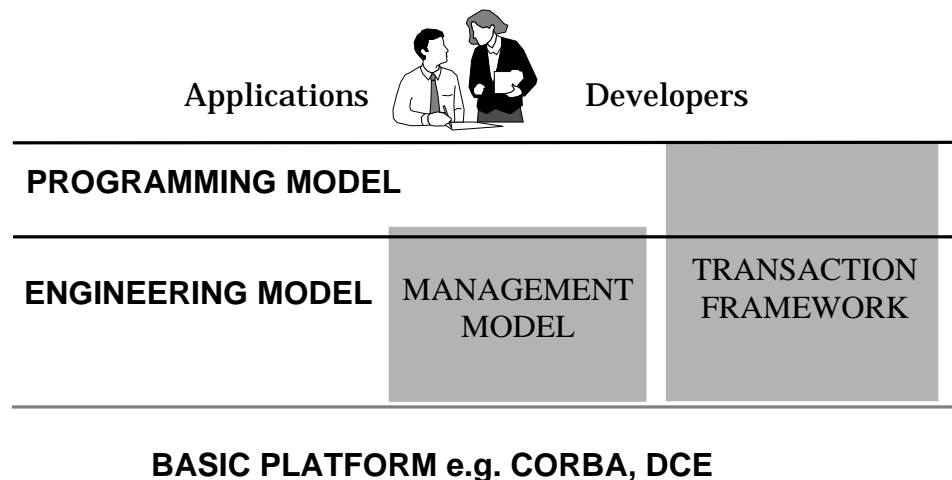 Applications Developers
PROGRAMMING MODEL
ENGINEERING MODEL
MANAGEMENT
MODEL
TRANSACTION
FRAMEWORK
BASIC PLATFORM e.g. CORBA, DCE